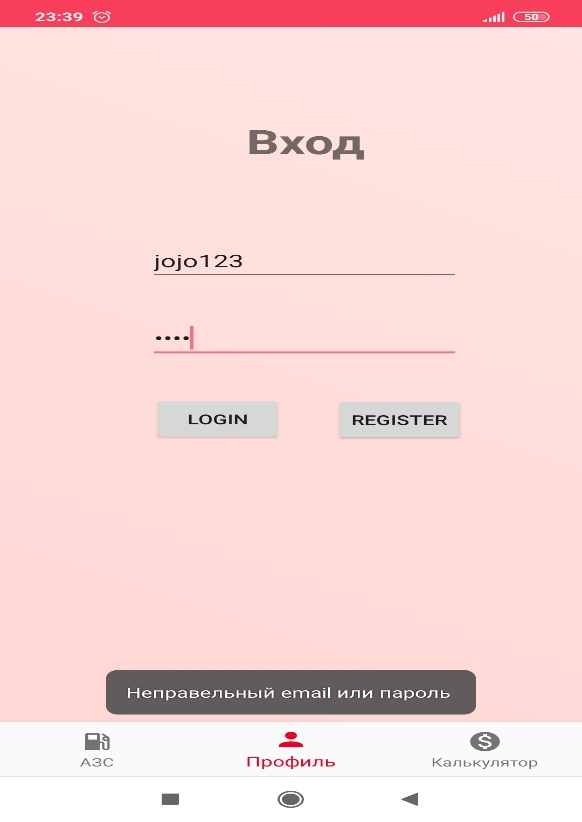 23:39
50
Вход
jojo123
••••
LOGIN
REGISTER
Неправельный email или пароль
АЗС
Профиль
Калькулятор